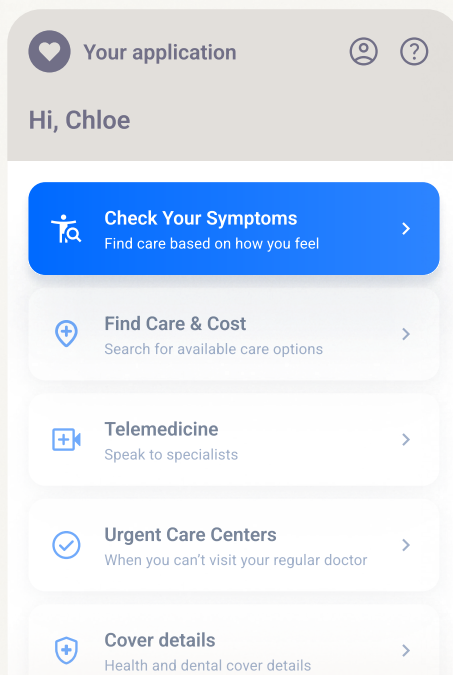 Your application
Hi, Chloe
Check Your Symptoms
Find care based on how you feel
Find Care & Cost
Search for available care options
Telemedicine
Speak to specialists
Urgent Care Centers
When you can’t visit your regular doctor
Cover details
Health and dental cover details